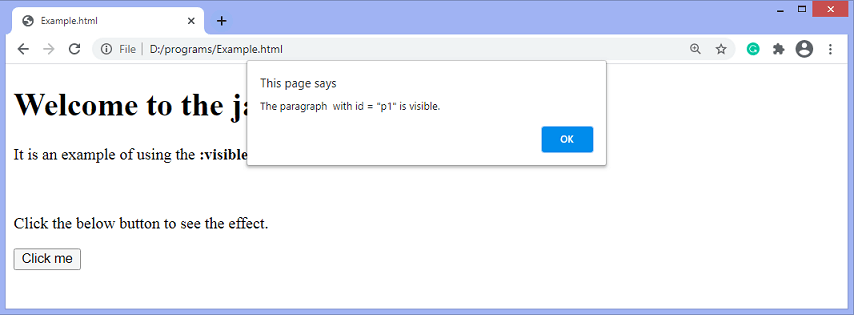 Example.html
File | D:/programs/Example.html
This page says
The paragraph  with id = "p1" is visible.
OK
Welcome to the ja
It is an example of using the :visible
Click the below button to see the effect.
Click me